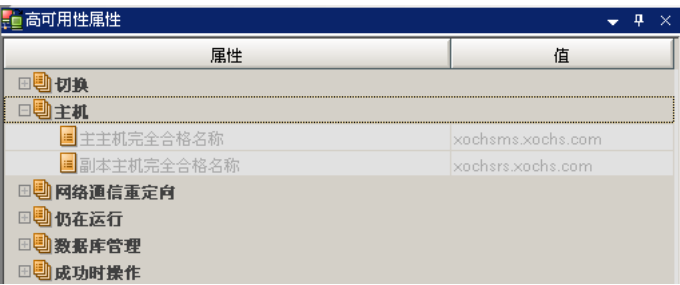 高可用性属性
属性 值
切换
主机
主主机完全合格名称 xochsms.xochs.com
副本主机完全合格名称 xochsrs.xochs.com
网络通信重定向
仍在运行
数据库管理
成功时操作